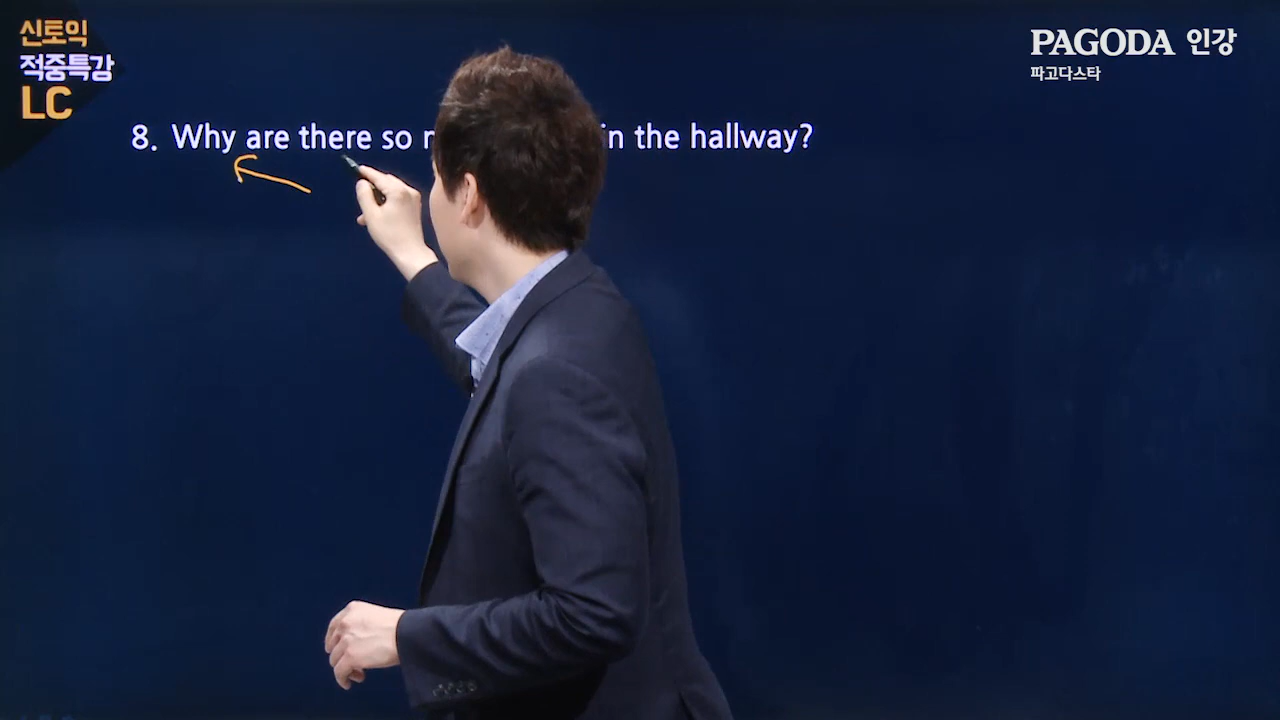 신토익
적중특강
LC
PAGODA 인강
파고다스타
8. Why are there so in the hallway?